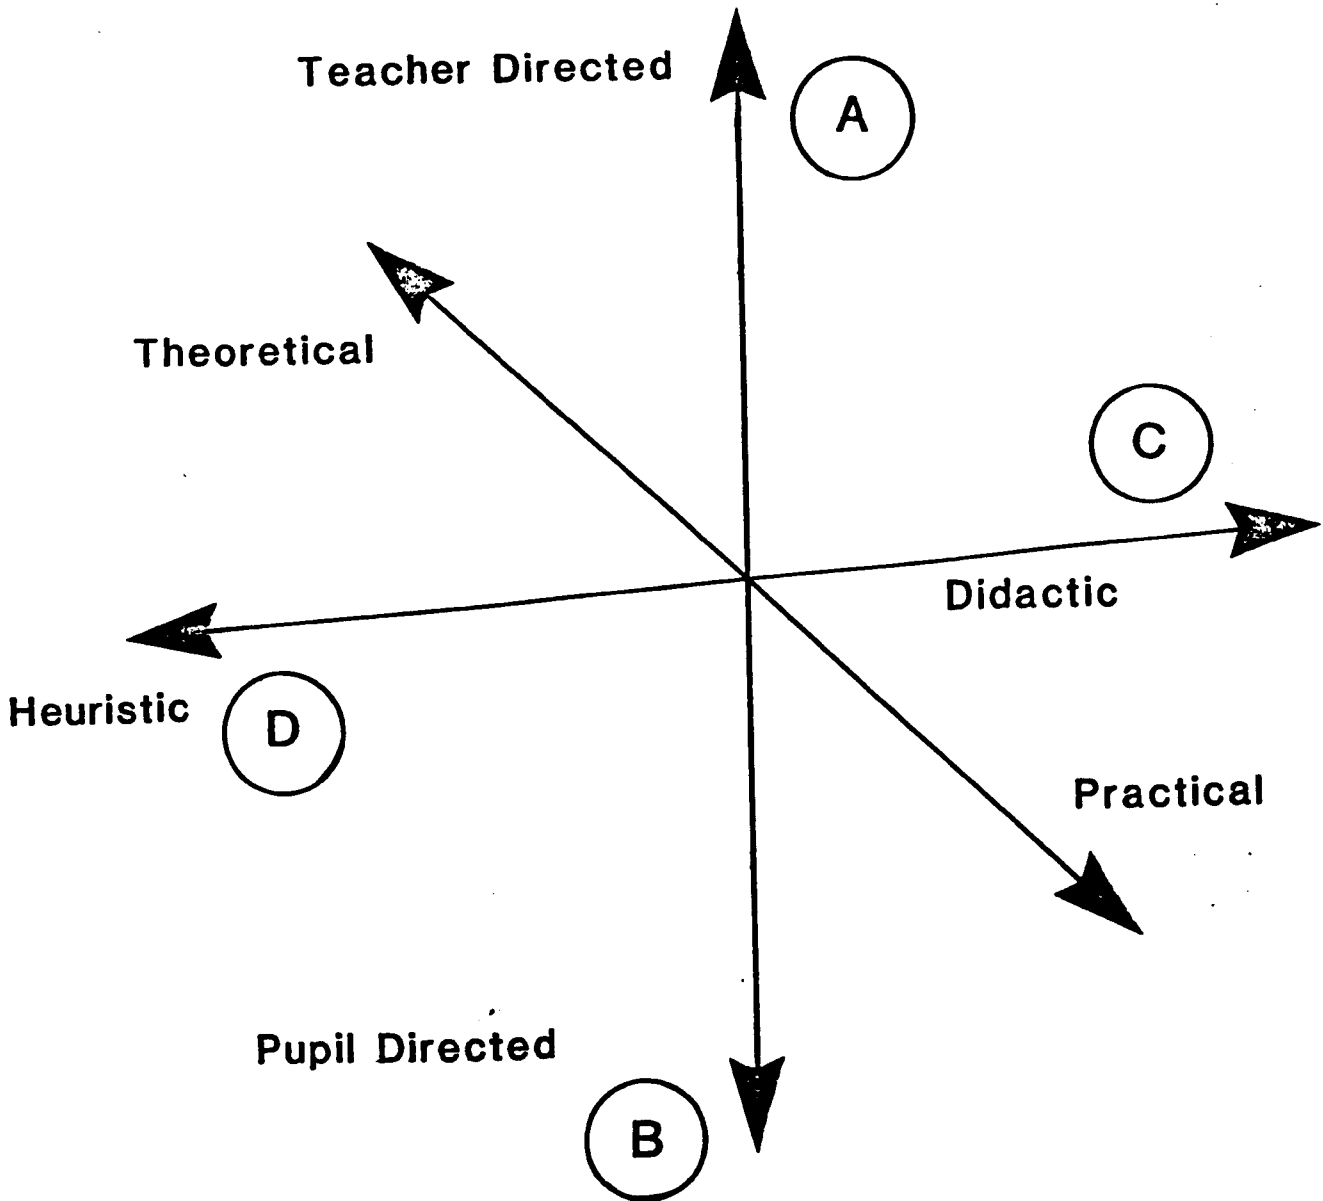 Teacher Directed
A
Theoretical
C
Didactic
Heuristic
D
Practical
Pupil Directed
B